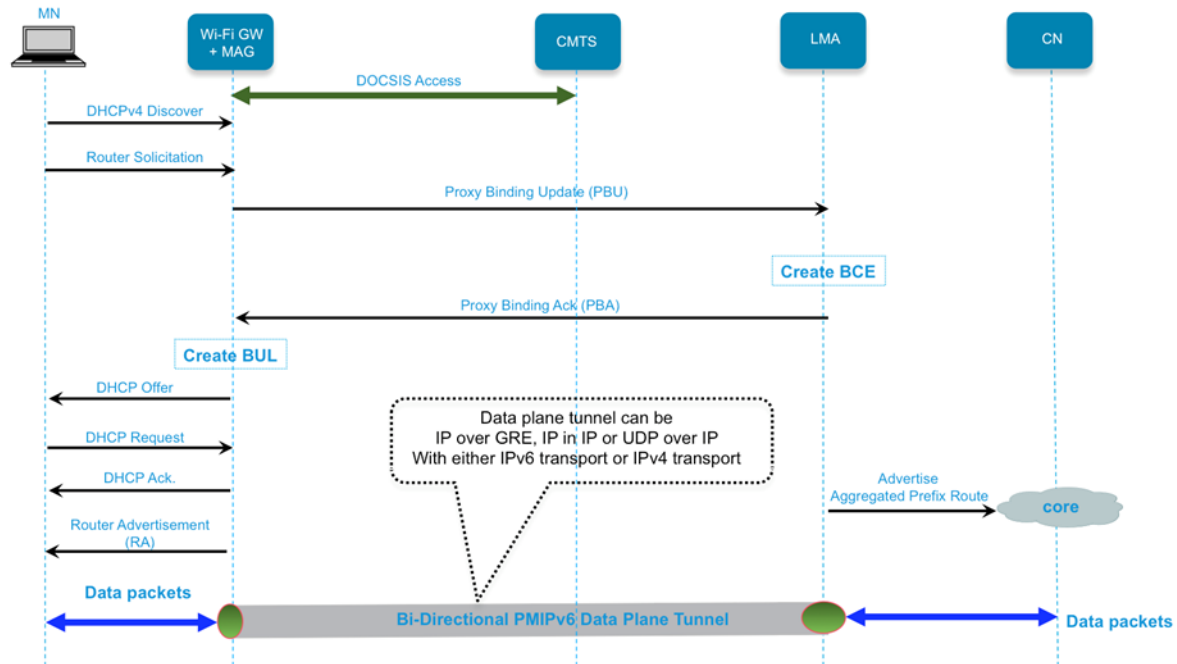 MN
Wi-Fi GW
+ MAG
CMTS
LMA
CN
DOCSIS Access
DHCPv4 Discover
Router Solicitation
Proxy Binding Update (PBU)
Create BCE
Proxy Binding Ack (PBA)
Create BUL
DHCP Offer
Data plane tunnel can be
IP over GRE, IP in IP or UDP over IP
With either IPv6 transport or IPv4 transport
DHCP Request
DHCP Ack.
Advertise
Aggregated Prefix Route
core
Router Advertisement
(RA)
Data packets
Bi-Directional PMIPv6 Data Plane Tunnel
Data packets